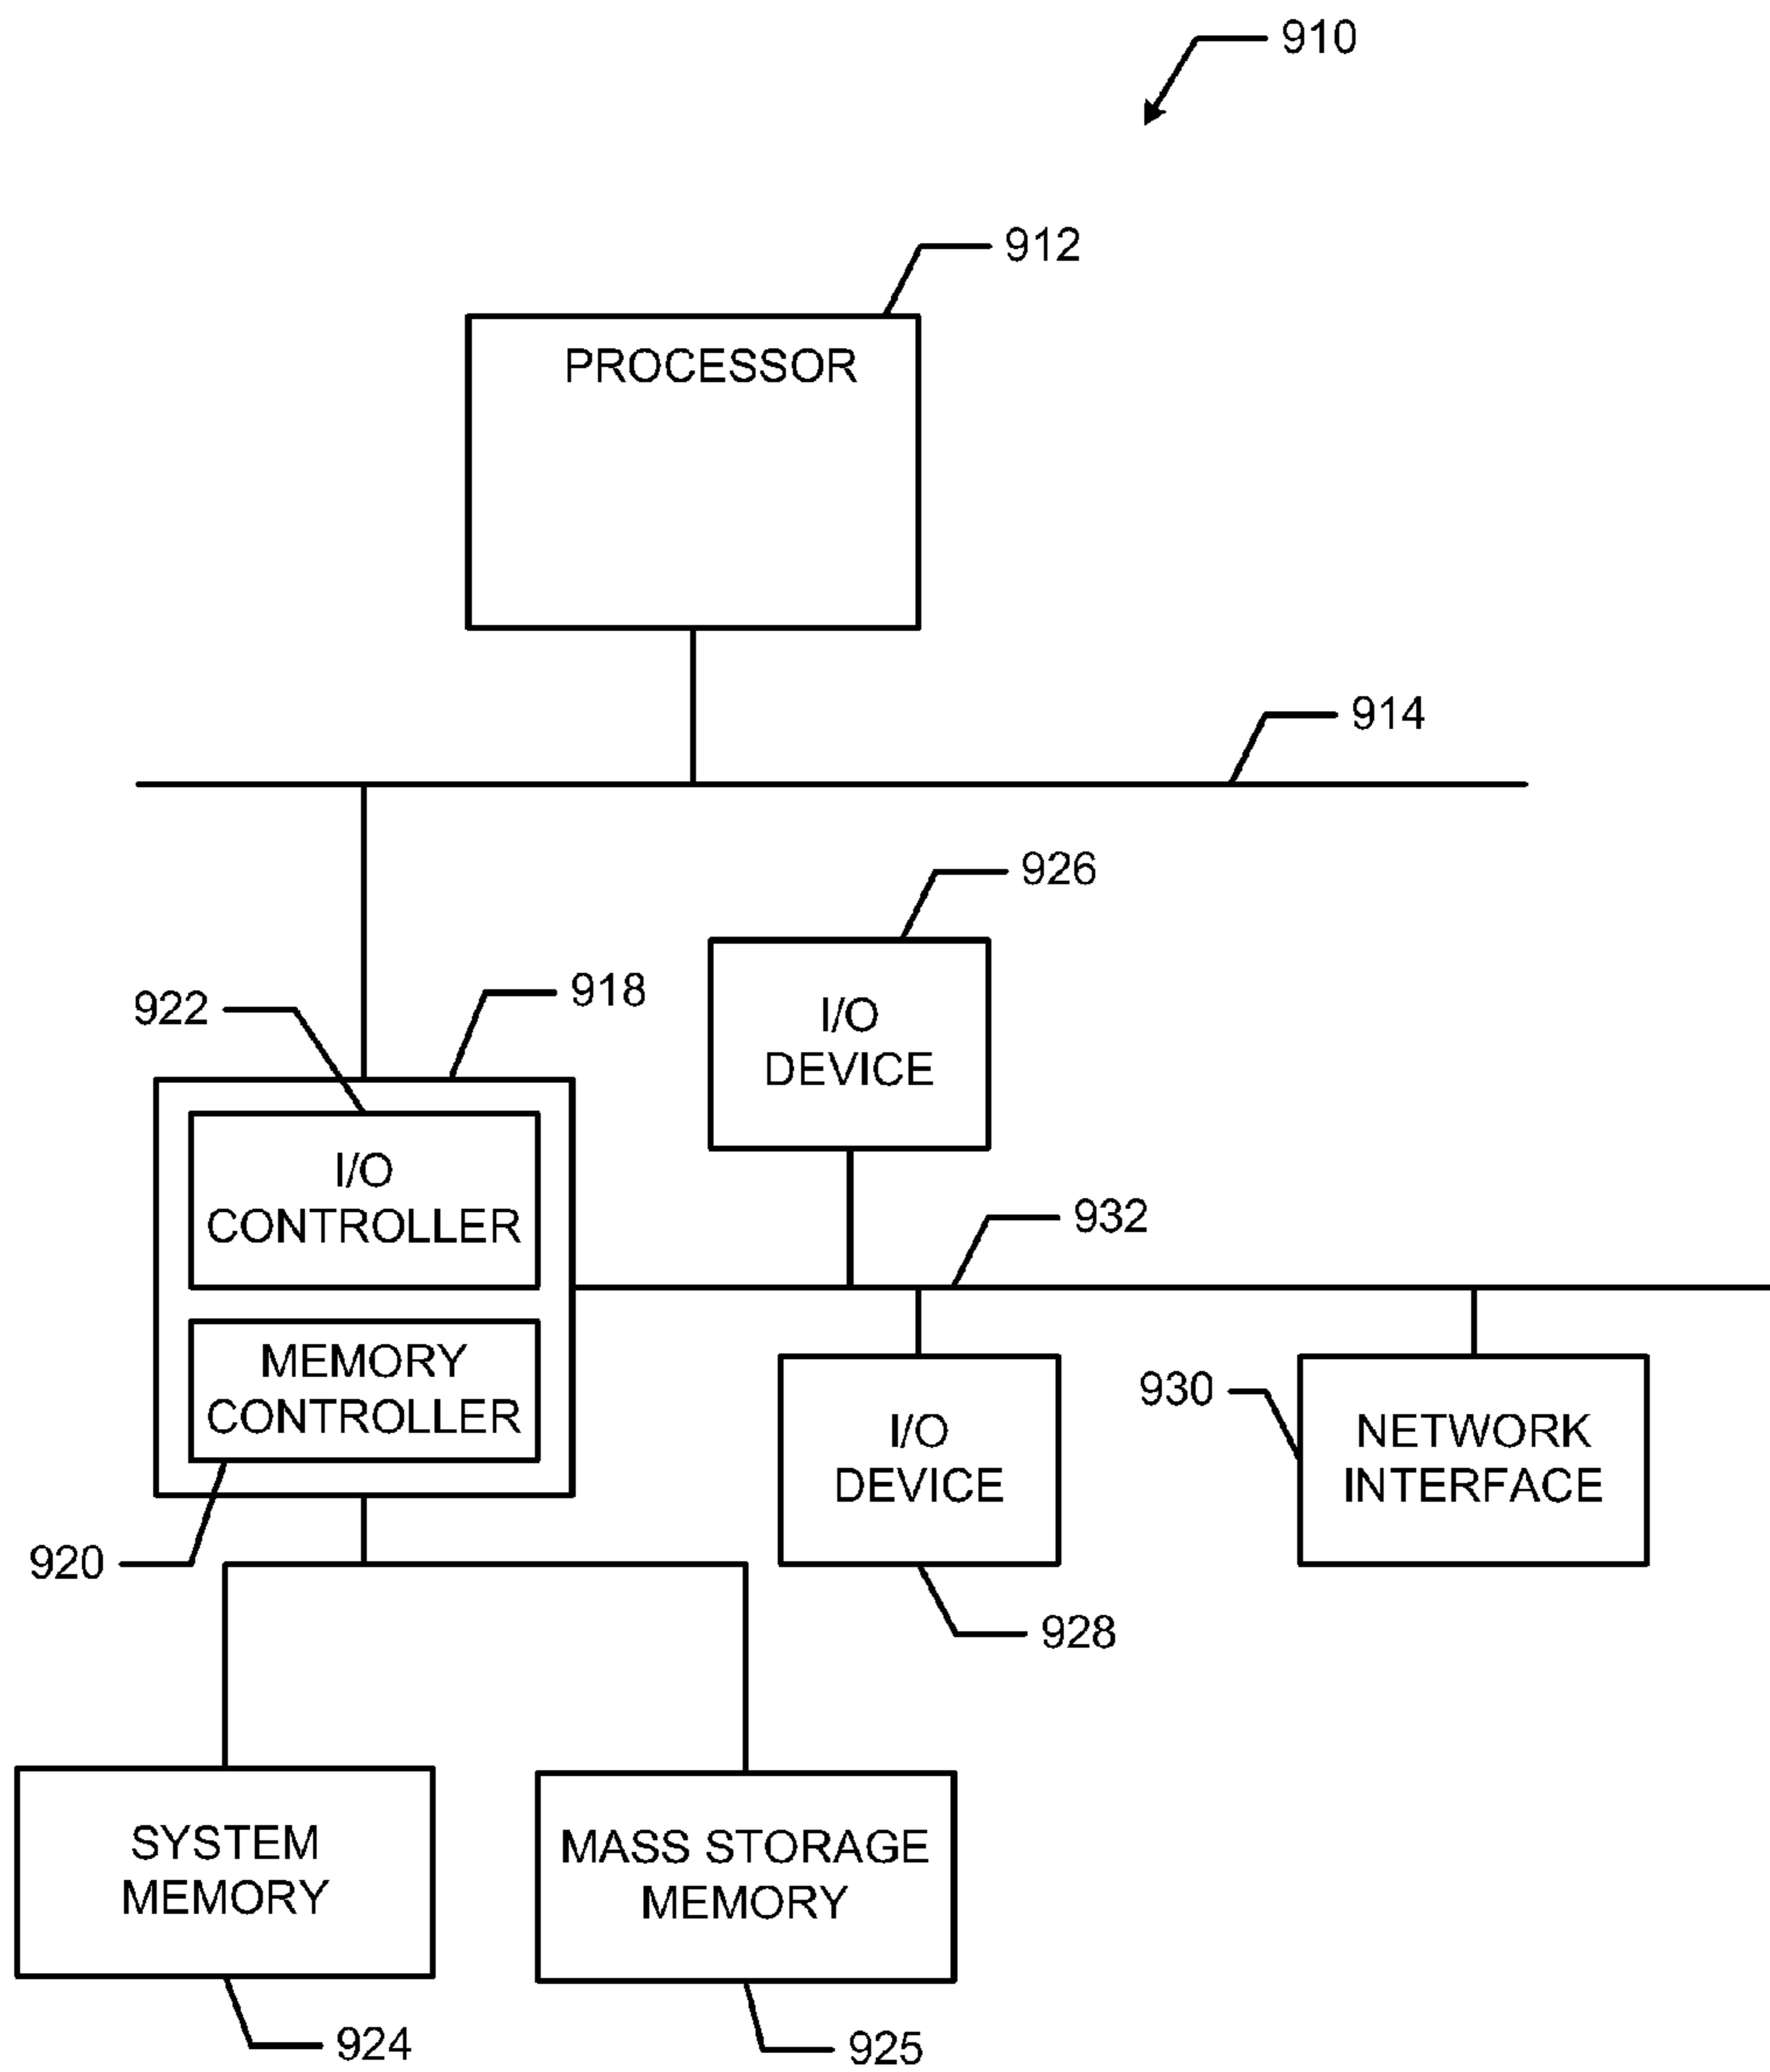 910
912
PROCESSOR
914
926
918
922
I/O
DEVICE
I/O
CONTROLLER
932
MEMORY
CONTROLLER
930
I/O
DEVICE
NETWORK
INTERFACE
920
928
SYSTEM
MEMORY
MASS STORAGE
MEMORY
924
925